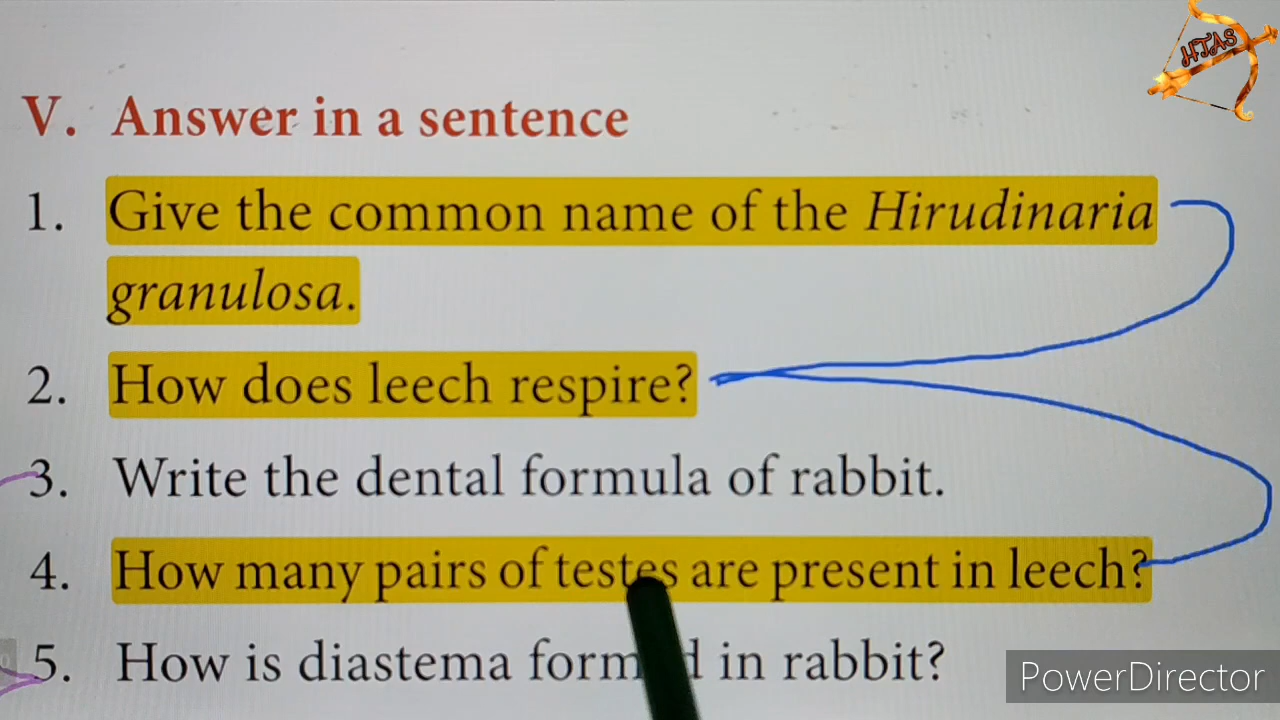 HTAS
V. Answer in a sentence
1. Give the common name of the Hirudinaria
granulosa.
2. How does leech respire?
3. Write the dental formula of rabbit.
4. How many pairs of testes are present in leech?
5. How is diastema in rabbit?
PowerDirector